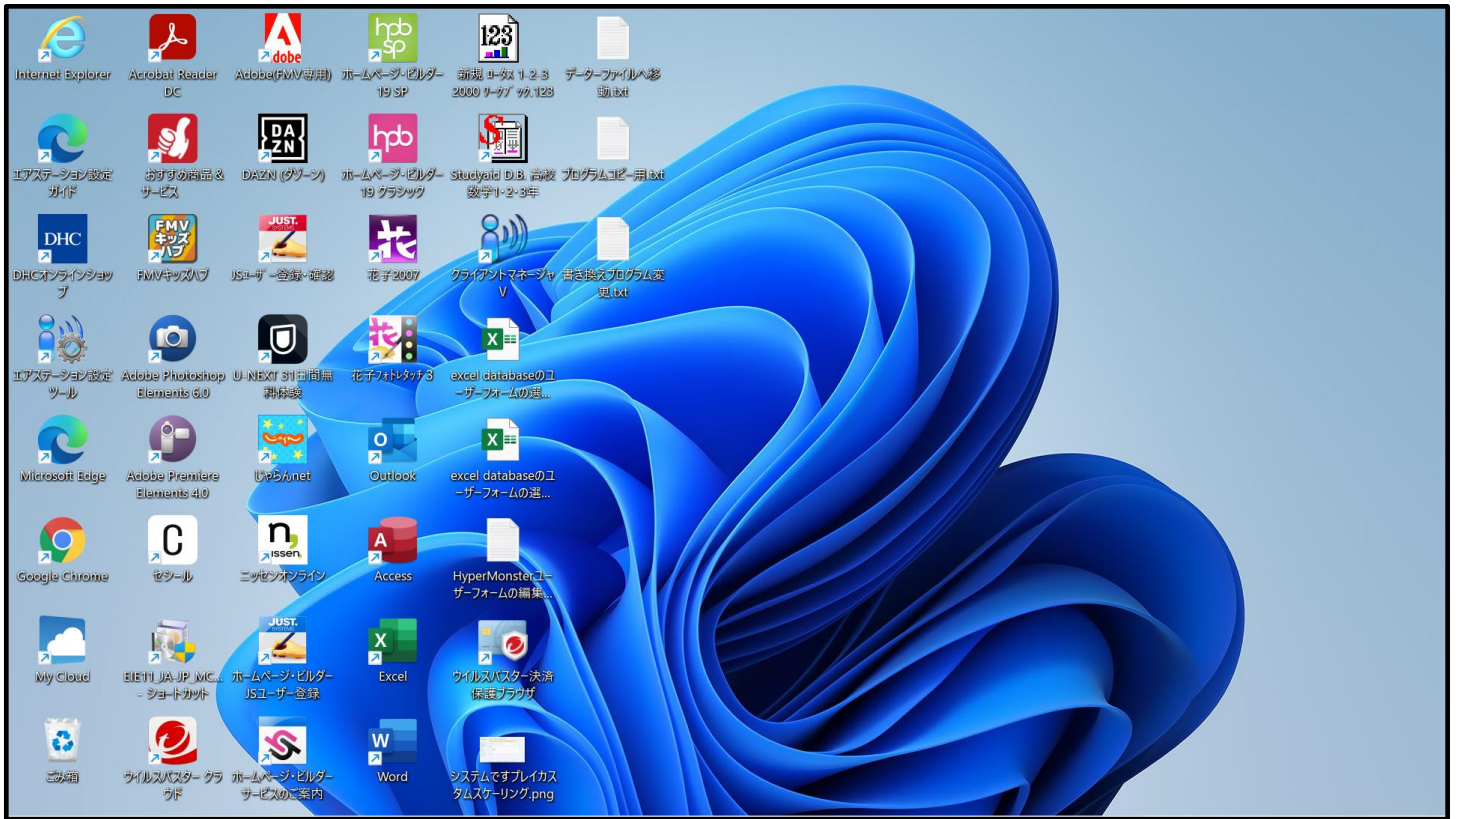 Internet Explorer
Acrobat Reader
DC
Adobe
Adobe(FMV専用)
hpb
sp
ホームページ・ビルダー
19 SP
123
新規 ロータス 1-2-3
2000 ワークブック.123
データーファイルへ移
動.txt
エアステーション設定
ガイド
おすすめ商品 &
サービス
DA
ZN
DAZN (ダゾーン)
hpb
ホームページ・ビルダー
19 クラシック
Studyaid D.B. 高校
数学1・2・3年
プログラムコピー用.txt
DHC
DHCオンラインショッ
プ
FMV
キッズ
ハブ
FMVキッズハブ
JUST.
SYSTEMS
JSユーザー登録・確認
花
花子2007
クライアントマネージャ
V
書き換えプログラム変
更.txt
エアステーション設定
ツール
Adobe Photoshop
Elements 6.0
U-NEXT 31日間無
料体験
花
花子フォトレタッチ3
excel databaseのユ
ーザーフォームの選...
Microsoft Edge
Adobe Premiere
Elements 4.0
じゃらんnet
Outlook
excel databaseのユ
ーザーフォームの選...
Google Chrome
C
セシール
n
issen
ニッセンオンライン
A
Access
HyperMonsterユー
ザーフォームの編集...
My Cloud
EIE11_JA-JP_MC...
- ショートカット
JUST.
SYSTEMS
ホームページ・ビルダー
JSユーザー登録
X
Excel
ウイルスバスター決済
保護ブラウザ
ごみ箱
ウイルスバスター クラ
ウド
ホームページ・ビルダー
サービスのご案内
W
Word
システムですプレイカス
タムスケーリング.png